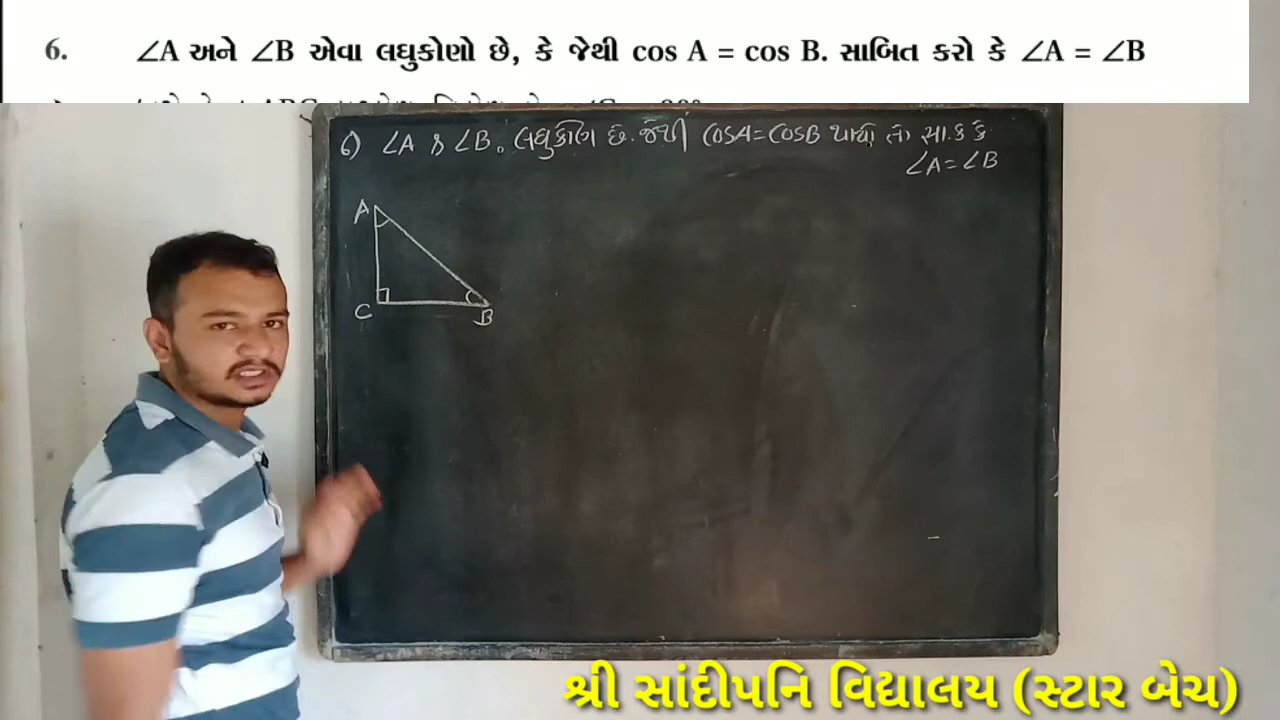 6. ∠A અને ∠B એવા લઘુકોણો છે, કે જેથી cos A = cos B. સાબિત કરો કે ∠A = ∠B
6) ∠A & ∠B. લઘુકોણ છે. જેથી COSA = COSB થાય તો સા.ક કે
∠A = ∠B
A
C
B
શ્રી સાંદીપનિ વિદ્યાલય (સ્ટાર બેચ)